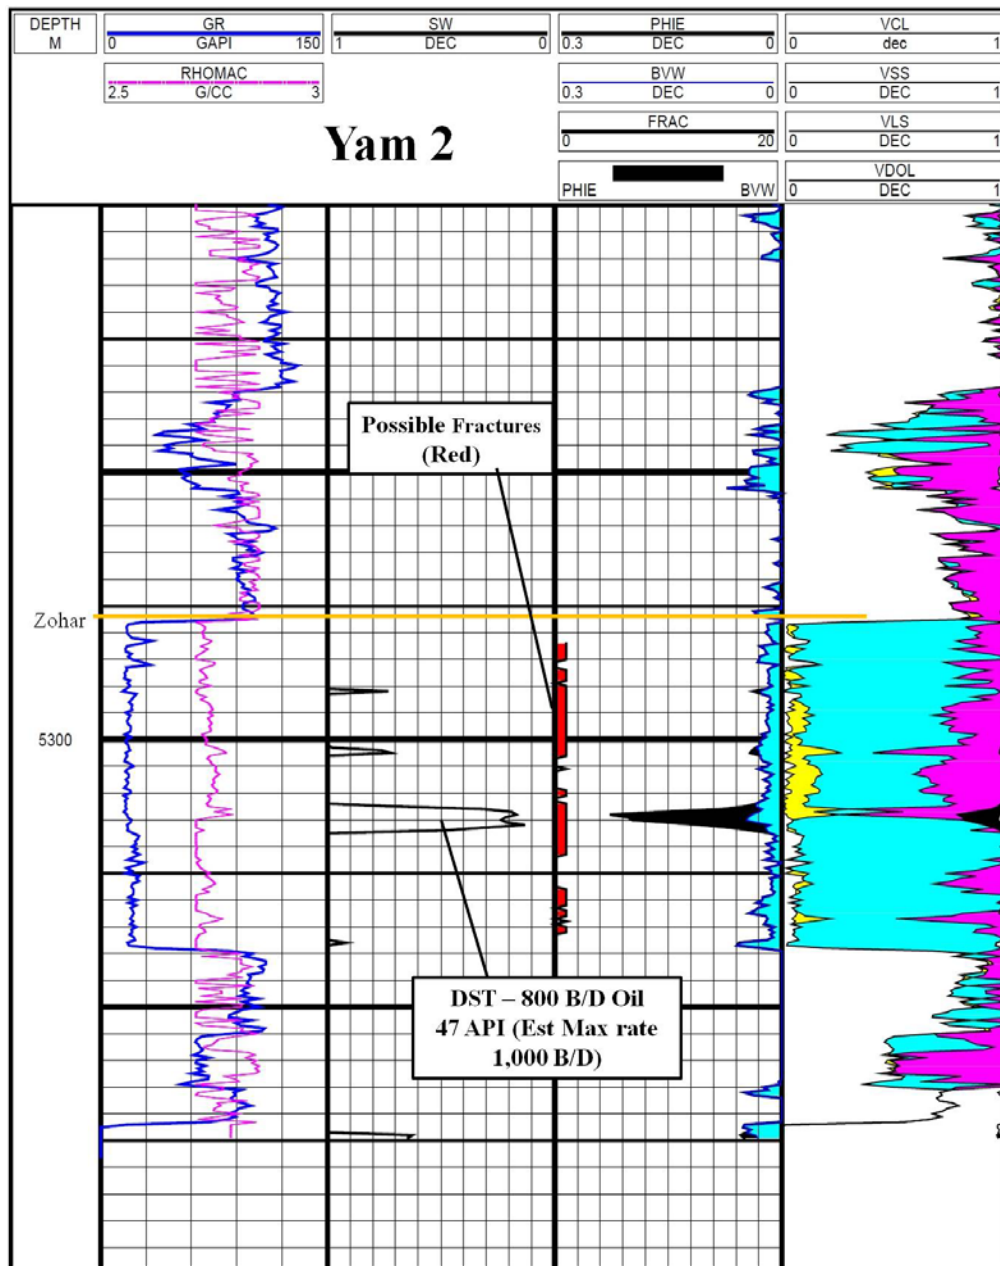 DEPTH
M
GR
0 GAPI 150
RHOMAC
2.5 G/CC 3
SW
1 DEC 0
PHIE
0.3 DEC 0
BVW
0.3 DEC 0
FRAC
0 20
PHIE BVW
VCL
0 dec 1
VSS
0 DEC 1
VLS
0 DEC 1
VDOL
0 DEC 1
Yam 2
Possible Fractures
(Red)
Zohar
5300
DST – 800 B/D Oil
47 API (Est Max rate
1,000 B/D)